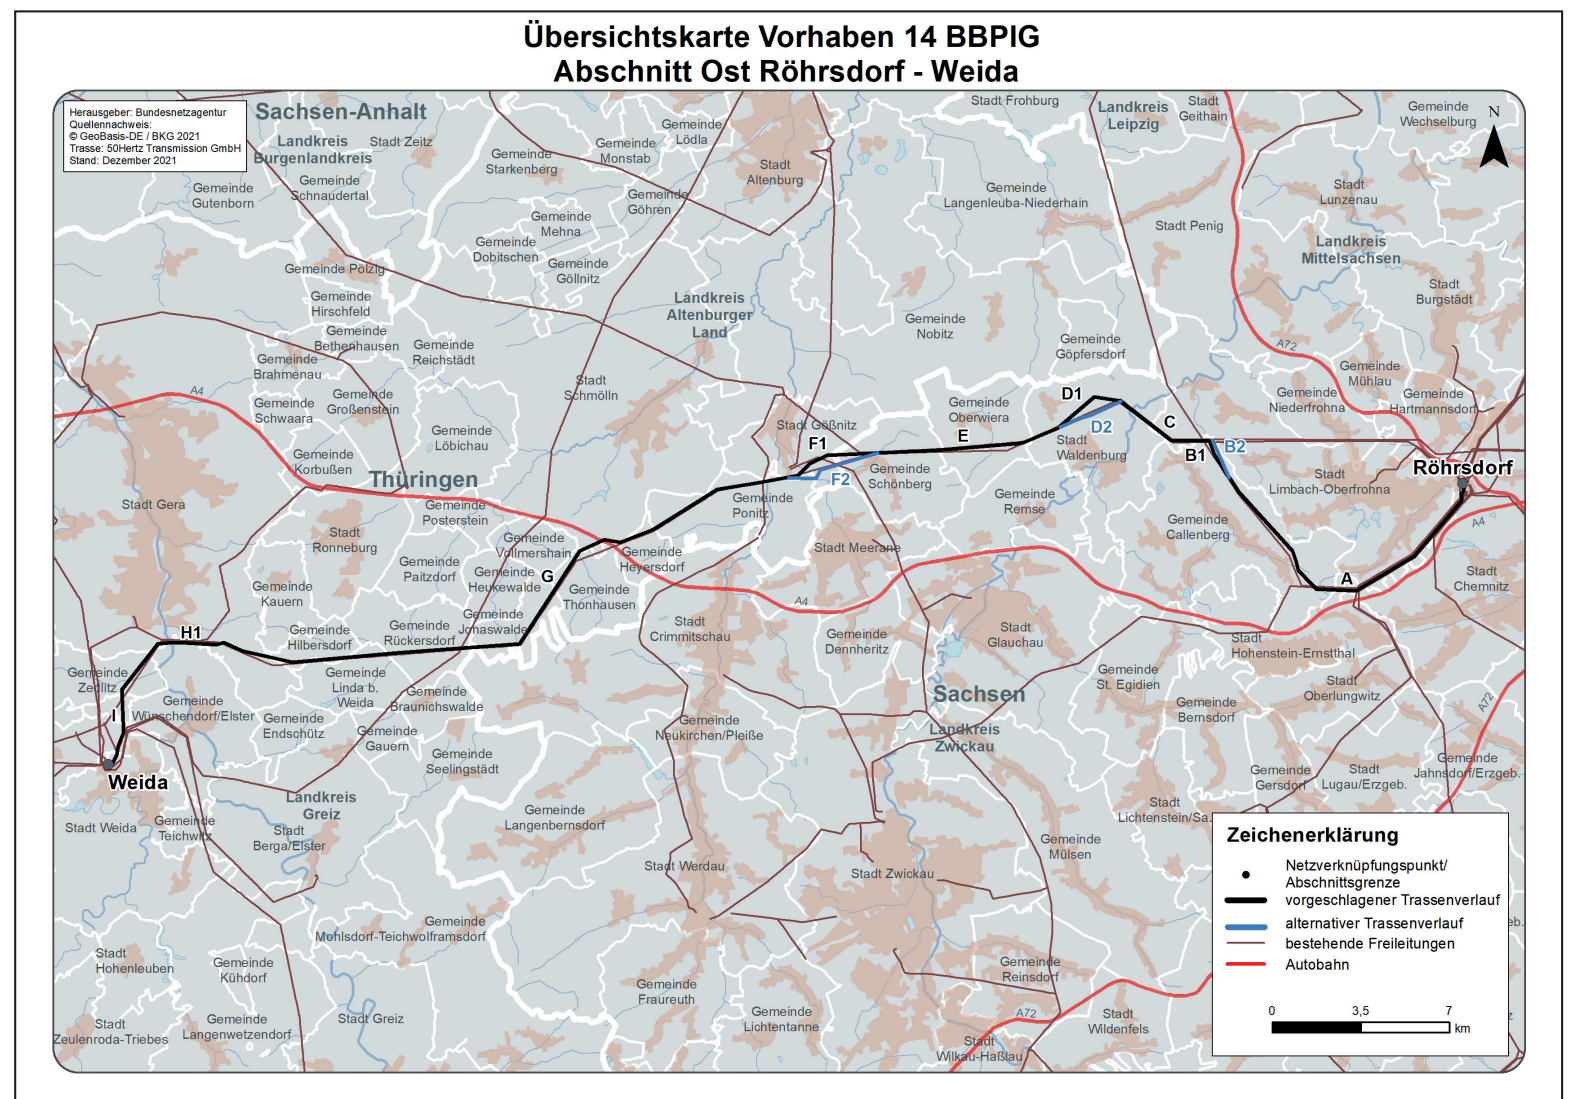 Übersichtskarte Vorhaben 14 BBPlG
Abschnitt Ost Röhrsdorf - Weida
Herausgeber: Bundesnetzagentur
Quellennachweis:
© GeoBasis-DE / BKG 2021
Trasse: 50Hertz Transmission GmbH
Stand: Dezember 2021
Sachsen-Anhalt
Landkreis
Burgenlandkreis
Stadt Zeitz
Gemeinde
Gutenborn
Gemeinde
Schnaudertal
Gemeinde
Starkenberg
Gemeinde
Monstab
Gemeinde
Lödla
Stadt
Altenburg
Gemeinde
Göhren
Gemeinde
Mehna
Gemeinde
Dobitschen
Gemeinde
Göllnitz
Stadt Frohburg
Landkreis
Leipzig
Stadt
Geithain
Gemeinde
Wechselburg
N
Gemeinde
Langenleuba-Niederhain
Stadt
Lunzenau
Stadt Penig
Landkreis
Mittelsachsen
Stadt
Burgstädt
Gemeinde Pölzig
Gemeinde
Hirschfeld
Gemeinde
Bethenhausen
Gemeinde
Brahmenau
Gemeinde
Reichstädt
Landkreis
Altenburger
Land
Gemeinde
Nobitz
Gemeinde
Göpfersdorf
A72
Gemeinde
Mühlau
Gemeinde
Niederfrohna
Gemeinde
Hartmannsdorf
A4
Gemeinde
Schwaara
Gemeinde
Großenstein
Stadt
Schmölln
Gemeinde
Löbichau
Gemeinde
Korbußen
Thüringen
Stadt Gößnitz
F1
F2
E
Gemeinde
Oberwiera
D1
D2
C
B1
B2
Stadt
Waldenburg
Röhrsdorf
Stadt
Limbach-Oberfrohna
Gemeinde
Schönberg
Gemeinde
Ponitz
Gemeinde
Remse
Gemeinde
Callenberg
A4
Stadt Gera
Gemeinde
Posterstein
Stadt
Ronneburg
Gemeinde
Vollmershain
Gemeinde
Heyersdorf
Stadt Meerane
Gemeinde
Paitzdorf
Gemeinde
Heukewalde
G
Gemeinde
Thonhausen
A4
A
Stadt
Chemnitz
Gemeinde
Kauern
Gemeinde
Jonaswalde
Gemeinde
Rückersdorf
Gemeinde
Hilbersdorf
H1
Stadt
Crimmitschau
Gemeinde
Dennheritz
Stadt
Glauchau
Stadt
Hohenstein-Ernstthal
Gemeinde
Zedlitz
Gemeinde
Linda b.
Weida
Gemeinde
Braunichswalde
Gemeinde
St. Egidien
Stadt
Oberlungwitz
Gemeinde
Bernsdorf
A72
I
Gemeinde
Wünschendorf/Elster
Gemeinde
Endschütz
Gemeinde
Gauern
Gemeinde
Seelingstädt
Gemeinde
Neukirchen/Pleiße
Sachsen
Landkreis
Zwickau
Weida
Landkreis
Greiz
Gemeinde
Gersdorf
Stadt
Lugau/Erzgeb.
Gemeinde
Jahnsdorf/Erzgeb.
Stadt Weida
Gemeinde
Teichwitz
Stadt
Berga/Elster
Gemeinde
Langenbernsdorf
Stadt
Lichtenstein/Sa.
Gemeinde
Mülsen
Stadt Werdau
Stadt Zwickau
Gemeinde
Mohlsdorf-Teichwolframsdorf
Stadt
Hohenleuben
Gemeinde
Kühdorf
Gemeinde
Fraureuth
Gemeinde
Reinsdorf
Stadt
Zeulenroda-Triebes
Gemeinde
Langenwetzendorf
Stadt Greiz
Gemeinde
Lichtentanne
A72
Stadt
Wilkau-Haßlau
Stadt
Wildenfels
Zeichenerklärung
Netzverknüpfungspunkt/
Abschnittsgrenze
vorgeschlagener Trassenverlauf
alternativer Trassenverlauf
bestehende Freileitungen
Autobahn
0 3,5 7
km